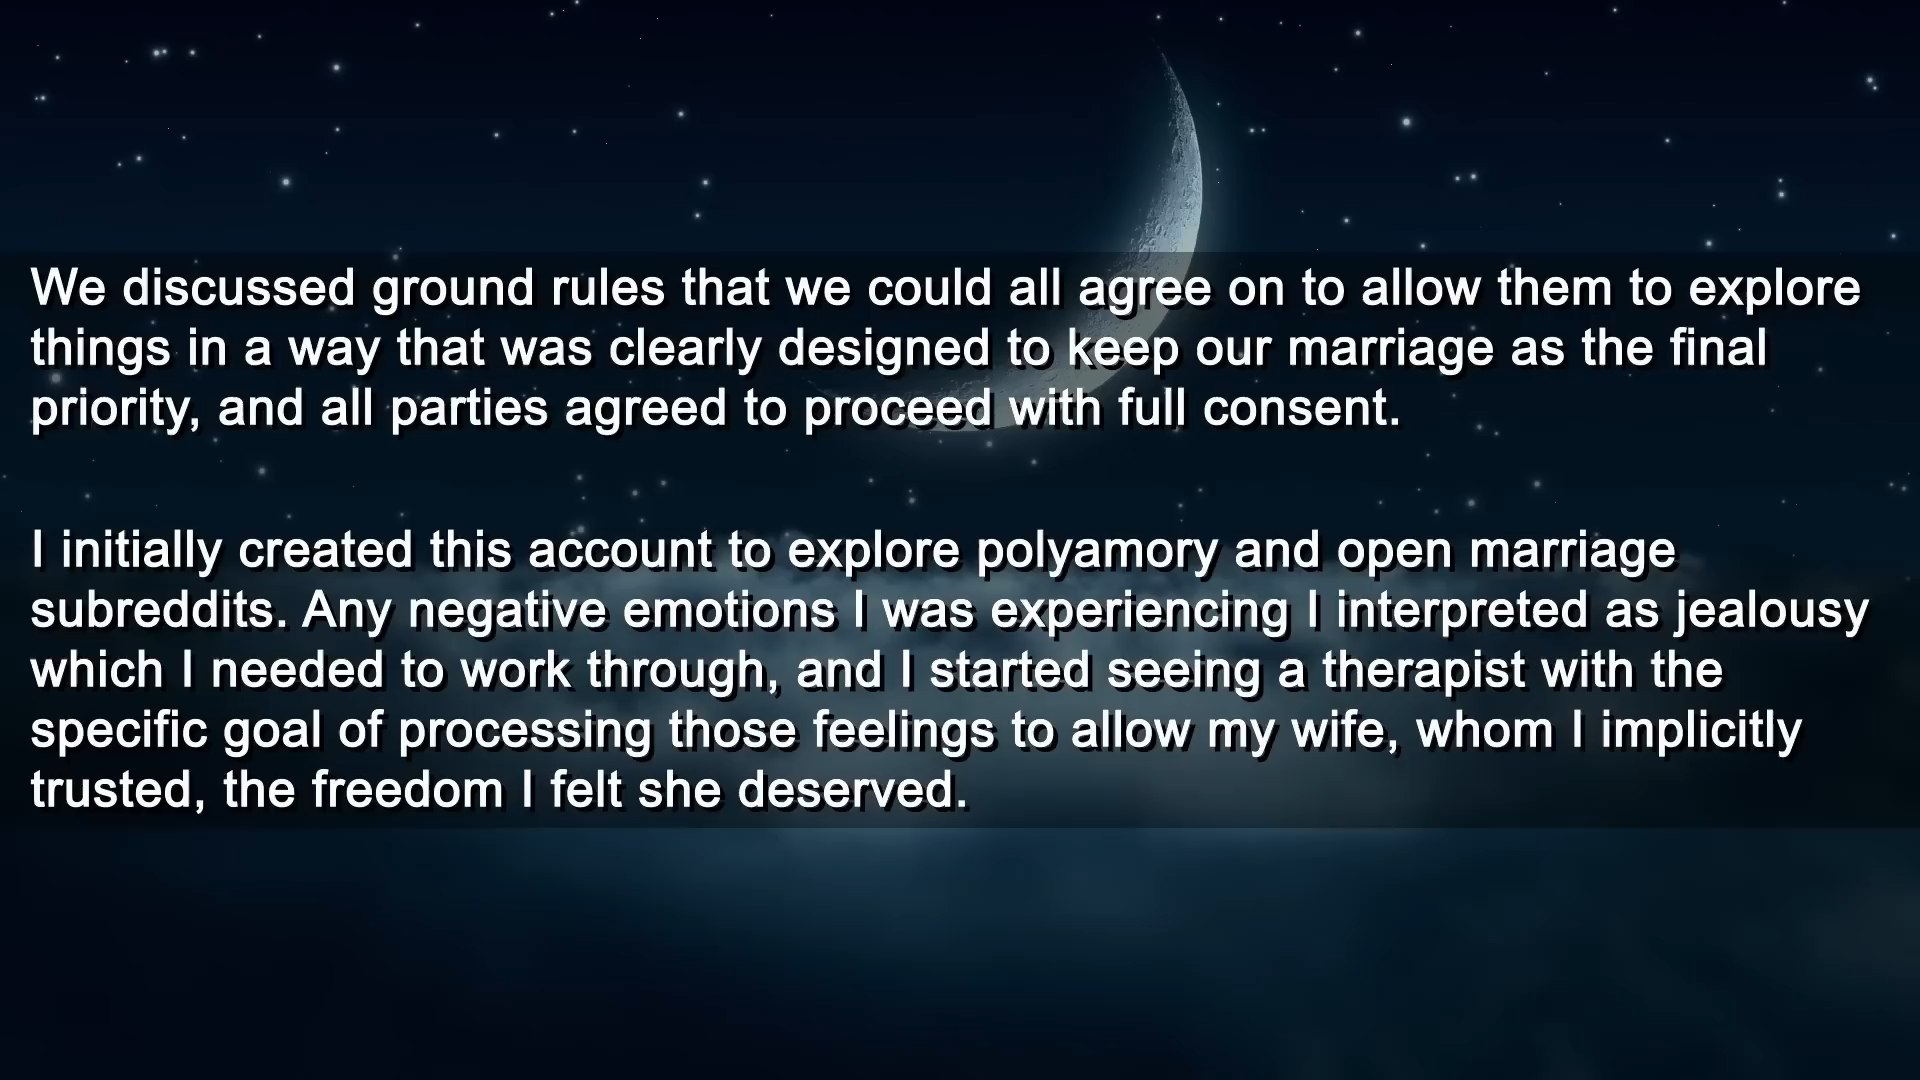 We discussed ground rules that we could all agree on to allow them to explore
things in a way that was clearly designed to keep our marriage as the final
priority, and all parties agreed to proceed with full consent.
I initially created this account to explore polyamory and open marriage
subreddits. Any negative emotions I was experiencing I interpreted as jealousy
which I needed to work through, and I started seeing a therapist with the
specific goal of processing those feelings to allow my wife, whom I implicitly
trusted, the freedom I felt she deserved.